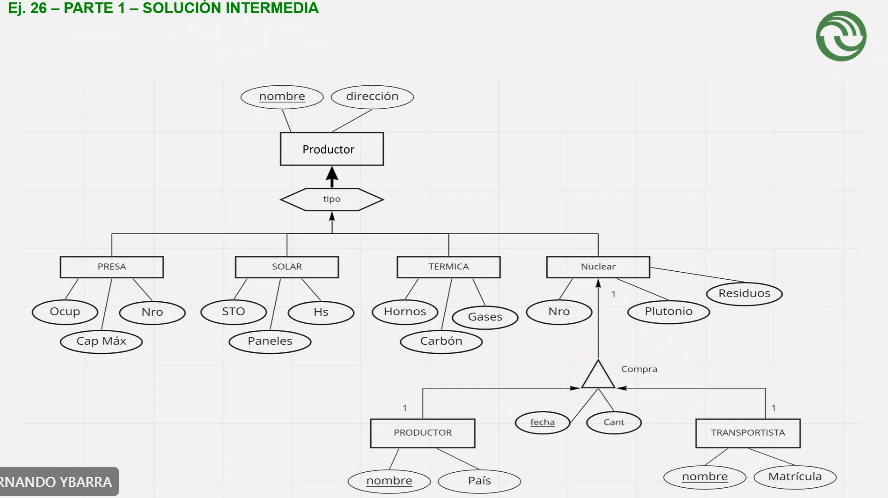 Ej. 26 – PARTE 1 – SOLUCIÓN INTERMEDIA
nombre
dirección
Productor
tipo
PRESA
SOLAR
TERMICA
Nuclear
Ocup
Cap Máx
Nro
STO
Paneles
Hs
Hornos
Carbón
Gases
Nro
Plutonio
Residuos
1
Compra
fecha
Cant
1
1
PRODUCTOR
TRANSPORTISTA
nombre
País
nombre
Matrícula
RNANDO YBARRA